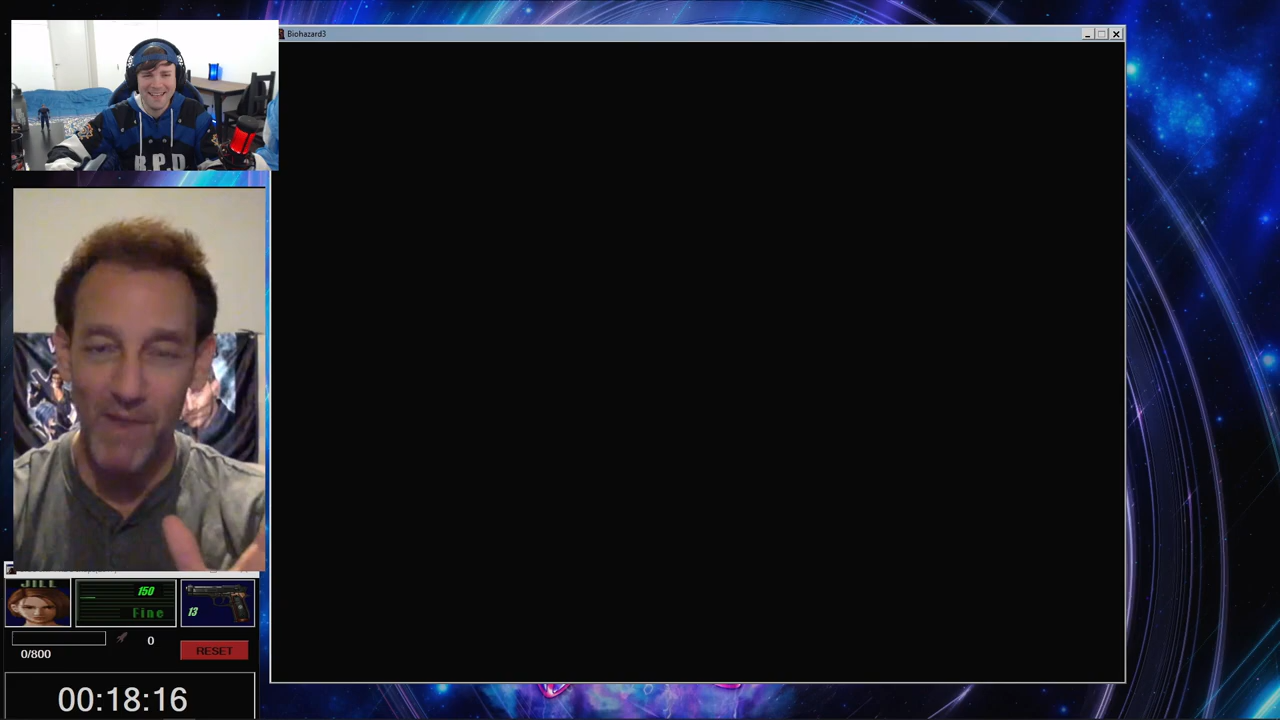 Biohazard3
R.P.D
JILL
150
Fine
13
0
0/800
RESET
00:18:16